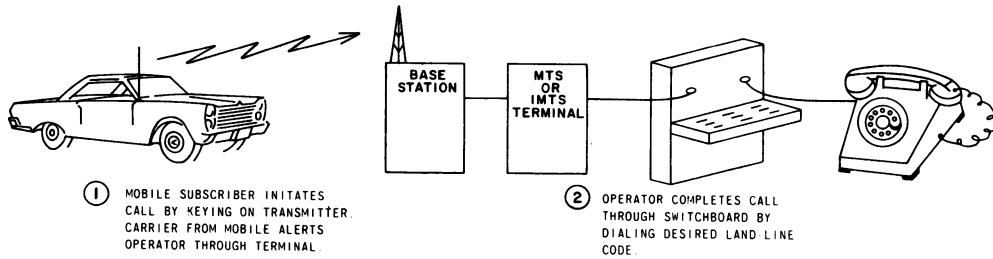 BASE
STATION
MTS
OR
IMTS
TERMINAL
1 MOBILE SUBSCRIBER INITATES
CALL BY KEYING ON TRANSMITTER.
CARRIER FROM MOBILE ALERTS
OPERATOR THROUGH TERMINAL.
2 OPERATOR COMPLETES CALL
THROUGH SWITCHBOARD BY
DIALING DESIRED LAND-LINE
CODE.